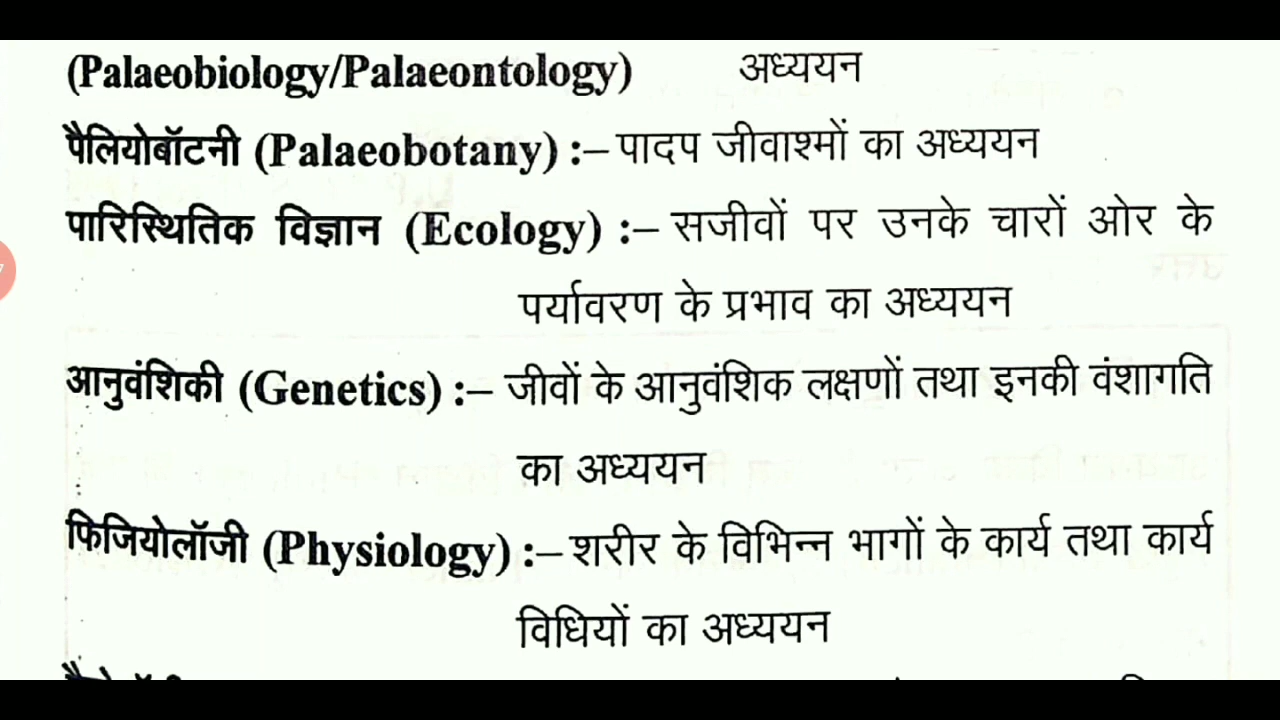 (Palaeobiology/Palaeontology) अध्ययन
पैलियोबॉटनी (Palaeobotany) :– पादप जीवाश्मों का अध्ययन
पारिस्थितिक विज्ञान (Ecology) :– सजीवों पर उनके चारों ओर के
पर्यावरण के प्रभाव का अध्ययन
आनुवंशिकी (Genetics) :– जीवों के आनुवंशिक लक्षणों तथा इनकी वंशागति
का अध्ययन
फिजियोलॉजी (Physiology) :– शरीर के विभिन्न भागों के कार्य तथा कार्य
विधियों का अध्ययन